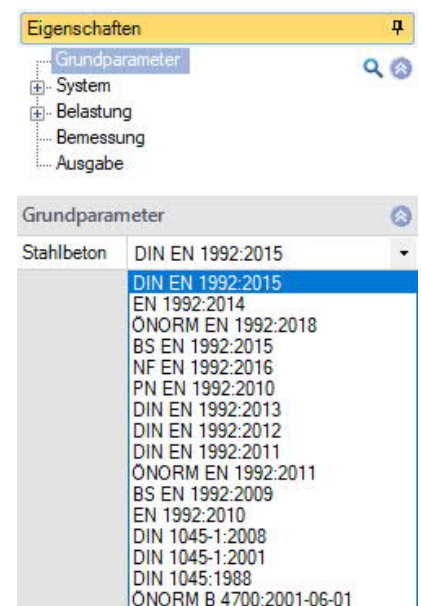 Eigenschaften
Grundparameter
System
Belastung
Bemessung
Ausgabe
Grundparameter
Stahlbeton DIN EN 1992:2015
DIN EN 1992:2015
EN 1992:2014
ÖNORM EN 1992:2018
BS EN 1992:2015
NF EN 1992:2016
PN EN 1992:2010
DIN EN 1992:2013
DIN EN 1992:2012
DIN EN 1992:2011
ÖNORM EN 1992:2011
BS EN 1992:2009
EN 1992:2010
DIN 1045-1:2008
DIN 1045-1:2001
DIN 1045:1988
ÖNORM B 4700:2001-06-01